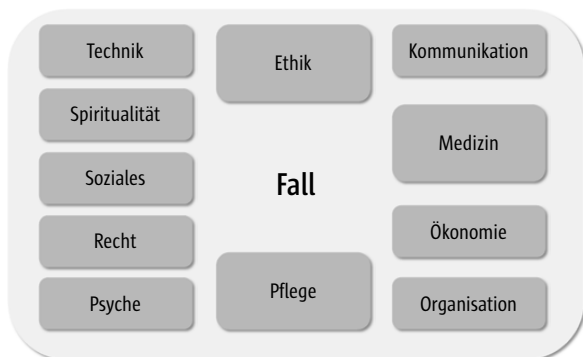 Technik
Ethik
Kommunikation
Spiritualität
Medizin
Soziales
Fall
Recht
Ökonomie
Psyche
Pflege
Organisation